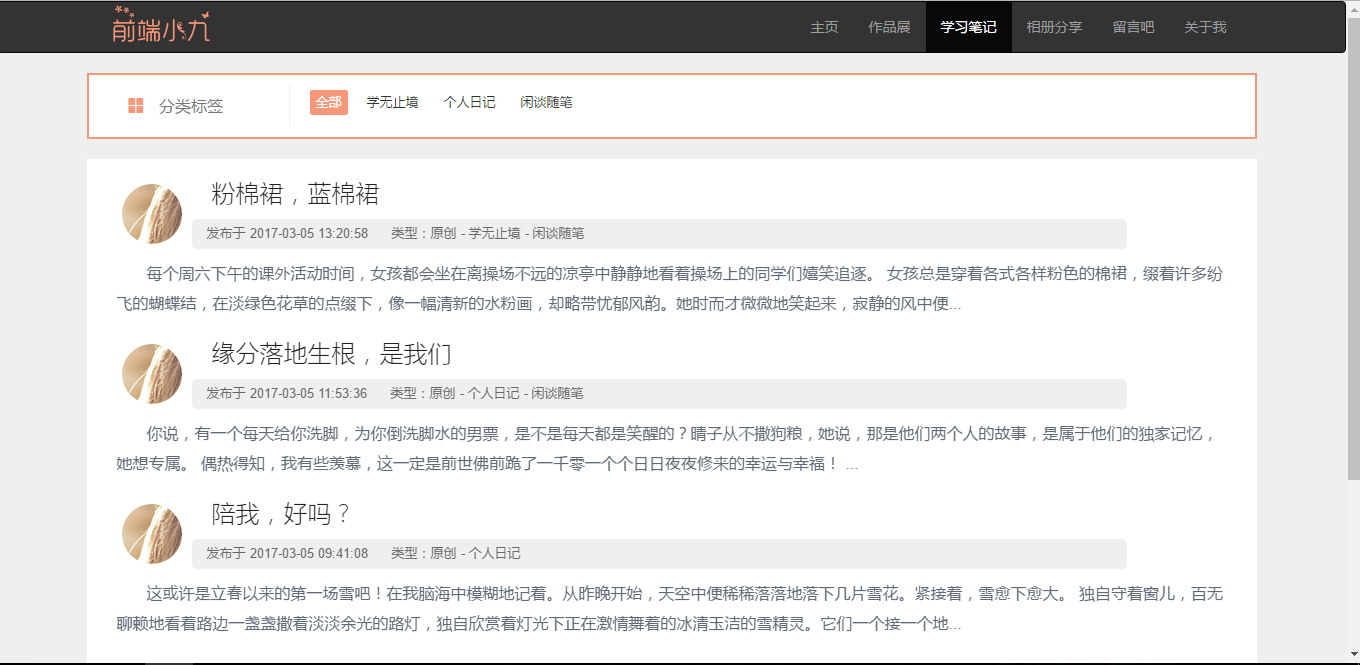 前端小九
主页 作品展 学习笔记 相册分享 留言吧 关于我
分类标签 全部 学无止境 个人日记 闲谈随笔
粉棉裙，蓝棉裙
发布于 2017-03-05 13:20:58 类型：原创 - 学无止境 - 闲谈随笔
每个周六下午的课外活动时间，女孩都会坐在离操场不远的凉亭中静静地看着操场上的同学们嬉笑追逐。 女孩总是穿着各式各样粉色的棉裙，缀着许多纷
飞的蝴蝶结，在淡绿色花草的点缀下，像一幅清新的水粉画，却略带忧郁风韵。她时而才微微地笑起来，寂静的风中便...
缘分落地生根，是我们
发布于 2017-03-05 11:53:36 类型：原创 - 个人日记 - 闲谈随笔
你说，有一个每天给你洗脚，为你倒洗脚水的男票，是不是每天都是笑醒的？晴子从不撒狗粮，她说，那是他们两个人的故事，是属于他们的独家记忆，
她想专属。 偶热得知，我有些羡慕，这一定是前世佛前跪了一千零一个个日日夜夜修来的幸运与幸福！ ...
陪我，好吗？
发布于 2017-03-05 09:41:08 类型：原创 - 个人日记
这或许是立春以来的第一场雪吧！在我脑海中模糊地记着。从昨晚开始，天空中便稀稀落落地落下几片雪花。紧接着，雪愈下愈大。 独自守着窗儿，百无
聊赖地看着路边一盏盏撒着淡淡余光的路灯，独自欣赏着灯光下正在激情舞着的冰清玉洁的雪精灵。它们一个接一个地...